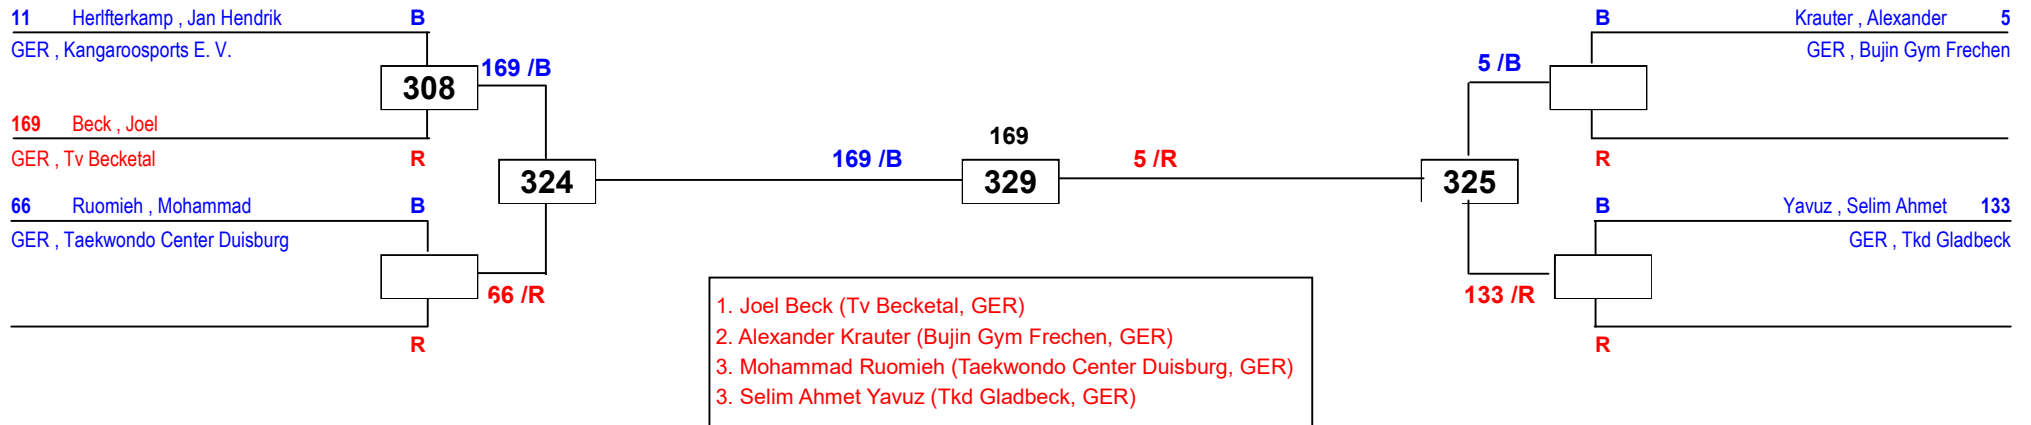 11 Herlfterkamp , Jan Hendrik B
GER , Kangaroosports E. V.
308
169 /B
169 Beck , Joel
GER , Tv Becketal R
324
66 Ruomieh , Mohammad B
GER , Taekwondo Center Duisburg
66 /R
R
169 /B
169
329
5 /R
B Krauter , Alexander 5
GER , Bujin Gym Frechen
5 /B
R
325
B Yavuz , Selim Ahmet 133
GER , Tkd Gladbeck
133 /R
R
1. Joel Beck (Tv Becketal, GER)
2. Alexander Krauter (Bujin Gym Frechen, GER)
3. Mohammad Ruomieh (Taekwondo Center Duisburg, GER)
3. Selim Ahmet Yavuz (Tkd Gladbeck, GER)